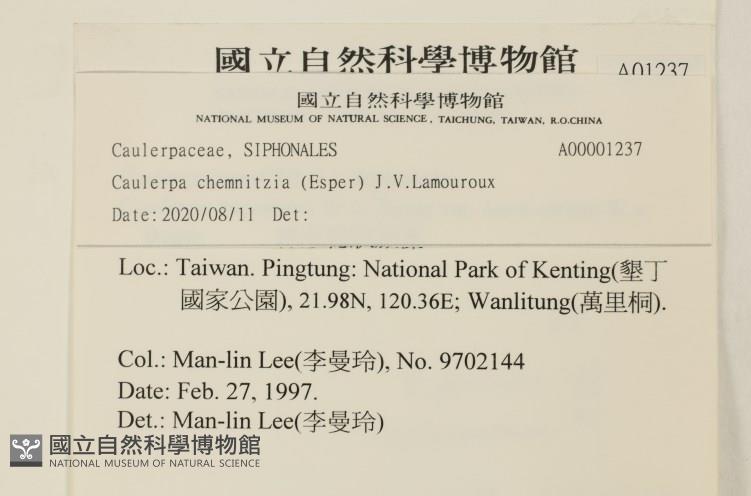 國立自然科學博物館
A01237
國立自然科學博物館
NATIONAL MUSEUM OF NATURAL SCIENCE, TAICHUNG, TAIWAN, R.O.CHINA
Caulerpaceae, SIPHONALES A00001237
Caulerpa chemnitzia (Esper) J.V.Lamouroux
Date:2020/08/11 Det:
Loc.: Taiwan. Pingtung: National Park of Kenting(墾丁
國家公園), 21.98N, 120.36E; Wanlitung(萬里桐).
Col.: Man-lin Lee(李曼玲), No. 9702144
Date: Feb. 27, 1997.
Det.: Man-lin Lee(李曼玲)
國立自然科學博物館
NATIONAL MUSEUM OF NATURAL SCIENCE